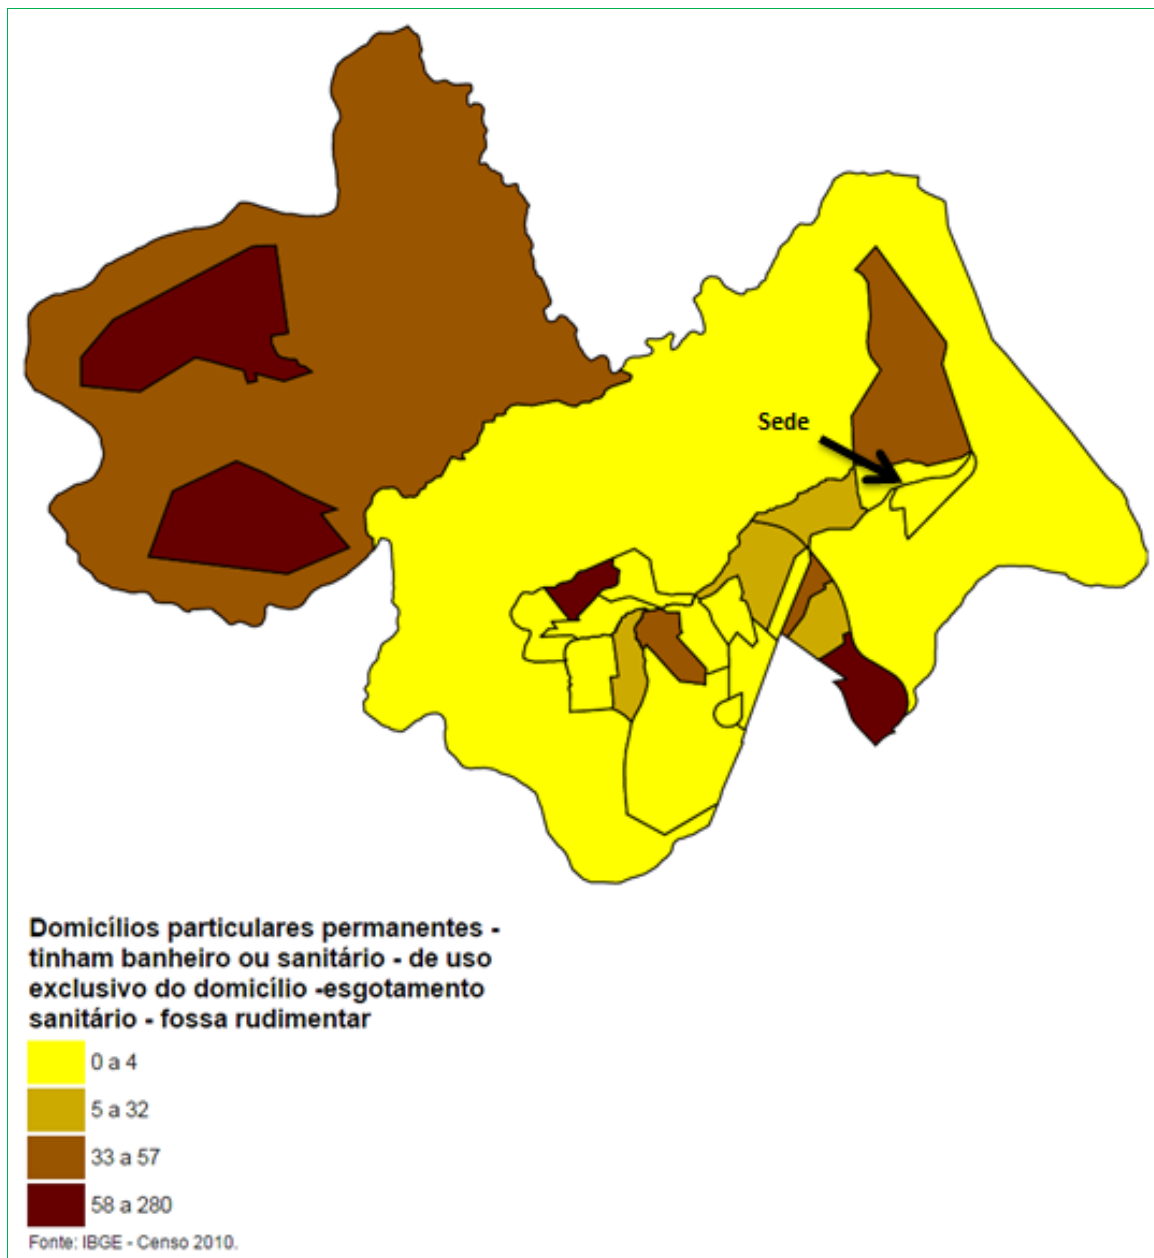 Sede
Domicílios particulares permanentes -
tinham banheiro ou sanitário - de uso
exclusivo do domicílio -esgotamento
sanitário - fossa rudimentar
0 a 4
5 a 32
33 a 57
58 a 280
Fonte: IBGE - Censo 2010.